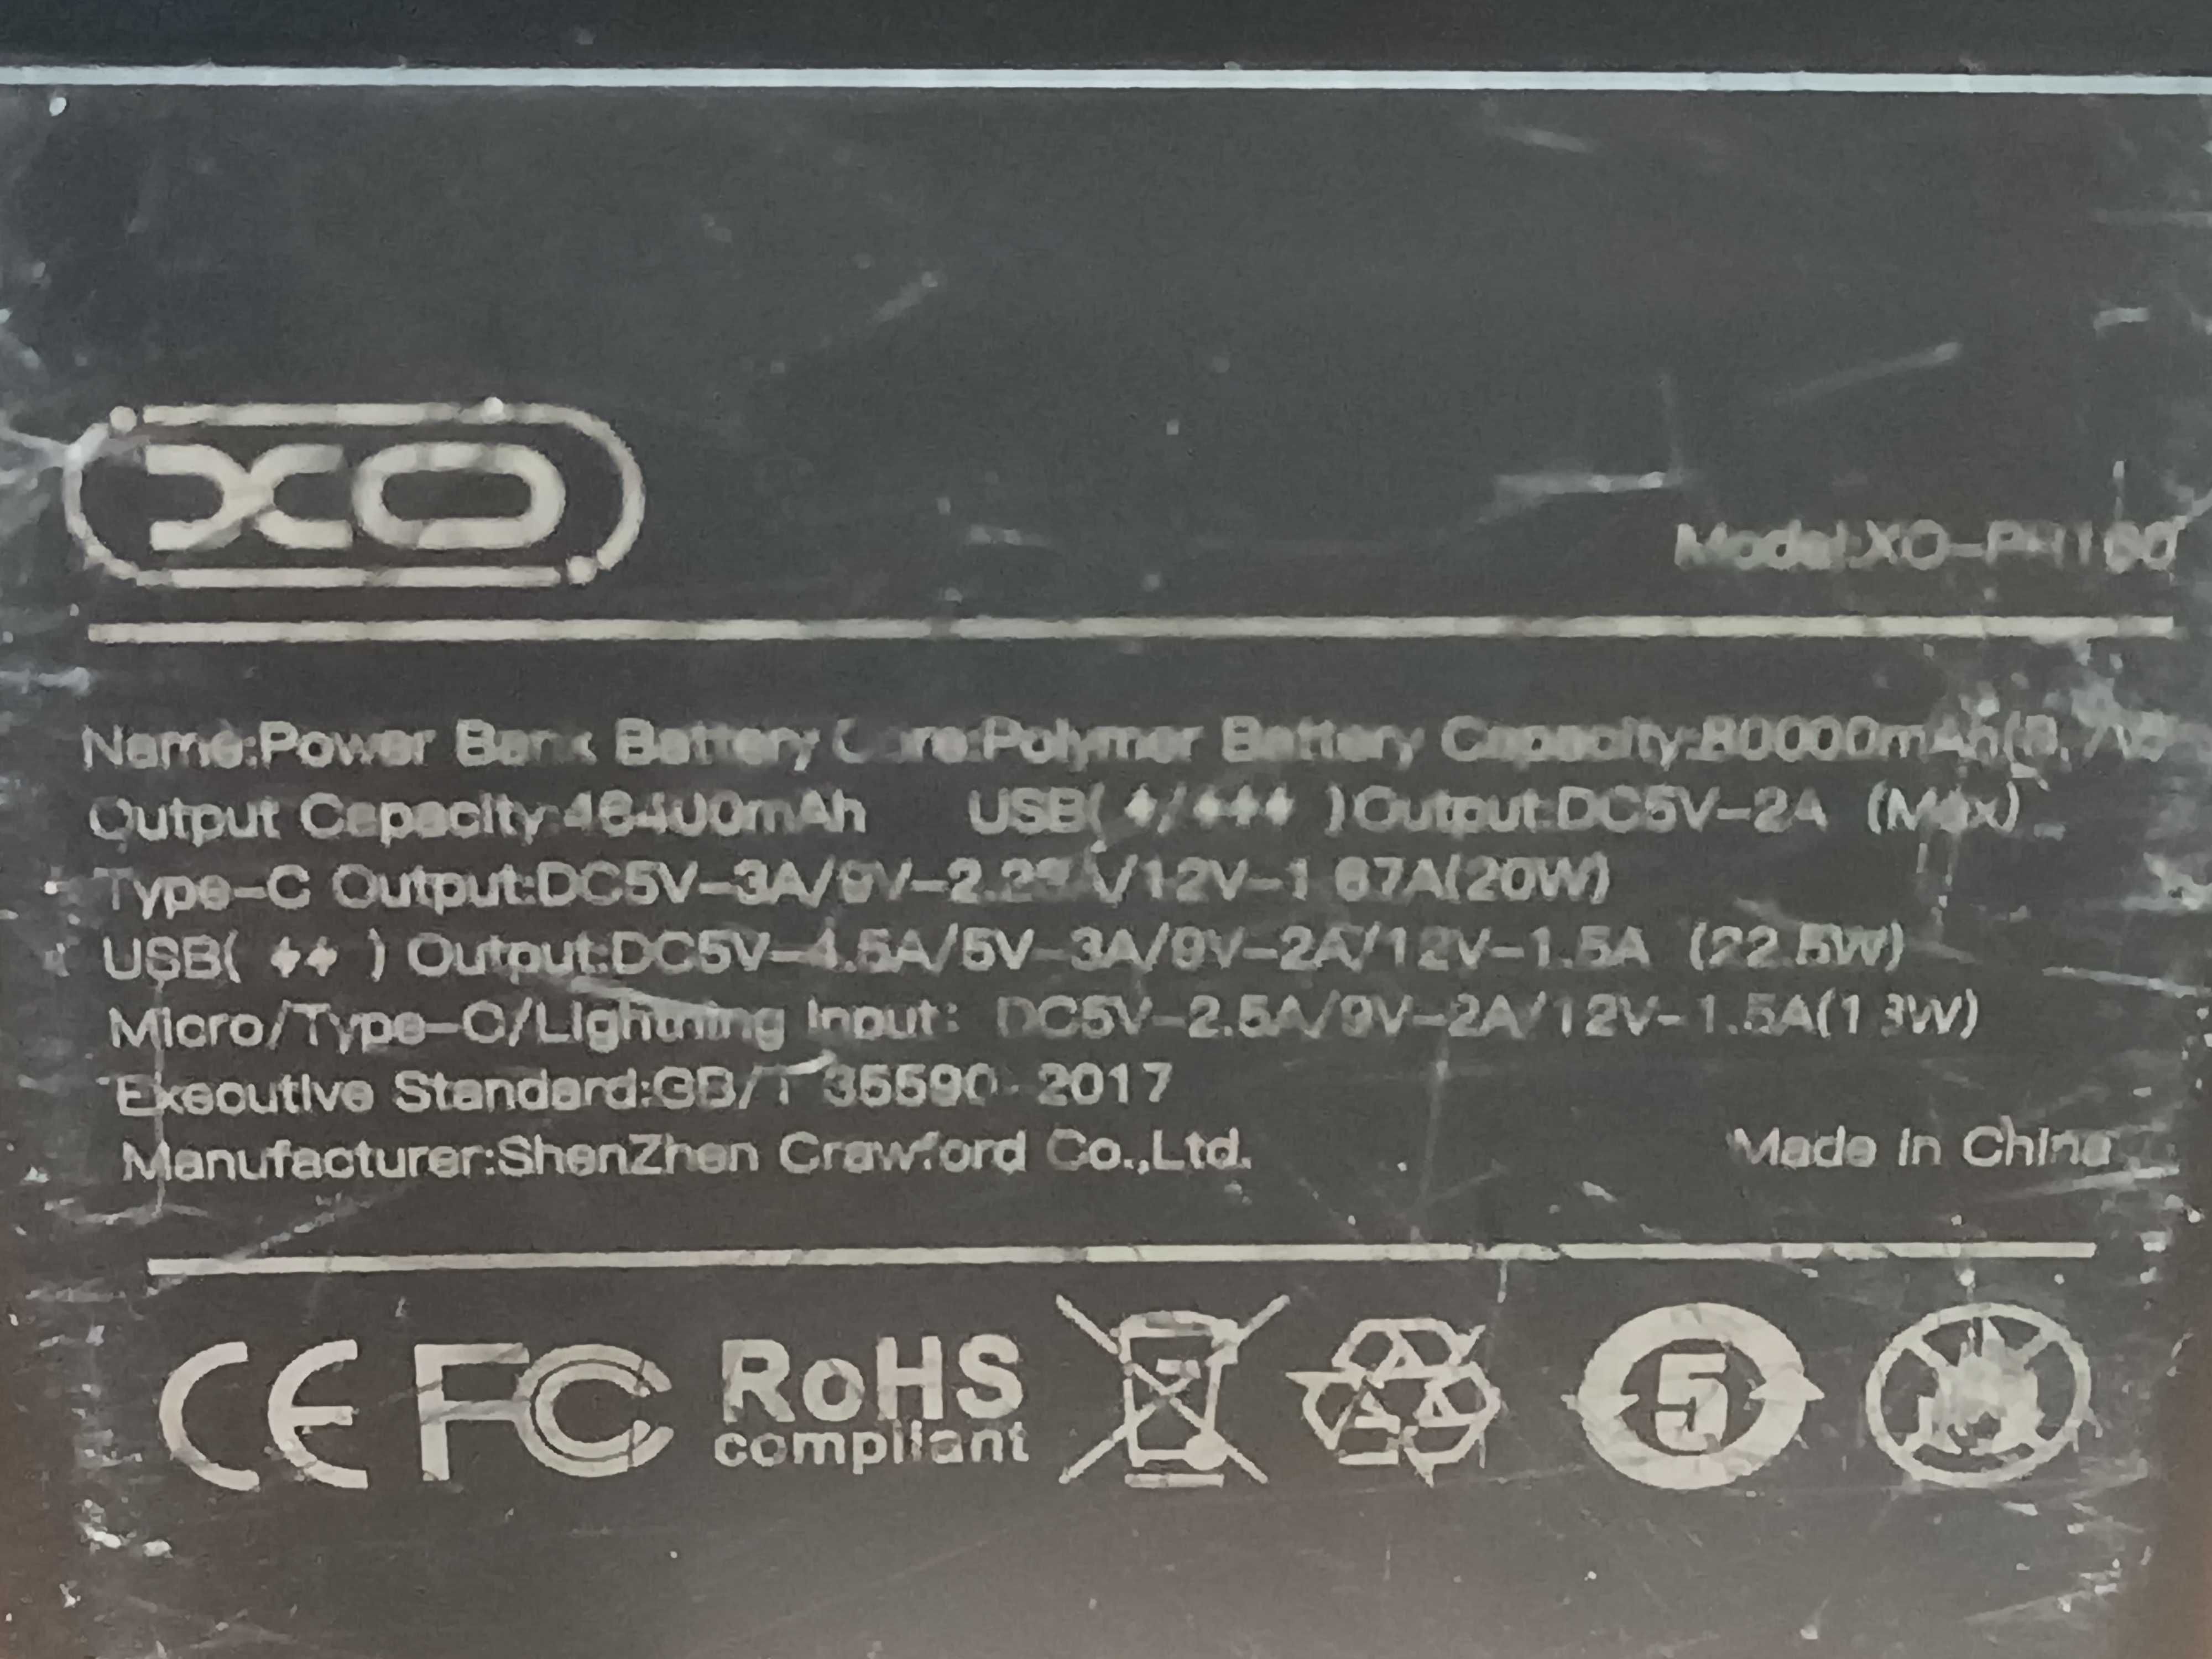 XO
Model:XO-PR160
Name:Power Bank Battery Core:Polymer Battery Capacity:80000mAh(3.7V)
Output Capacity:46400mAh USB( )Output:DC5V-2A (Max)
Type-C Output:DC5V-3A/9V-2.22A/12V-1.67A(20W)
USB( ) Output:DC5V-4.5A/5V-3A/9V-2A/12V-1.5A (22.5W)
Micro/Type-C/Lightning Input: DC5V-2.5A/9V-2A/12V-1.5A(18W)
Executive Standard:GB/T 35590-2017
Manufacturer:ShenZhen Crawford Co.,Ltd. Made in China
CE FC RoHS 5
compliant